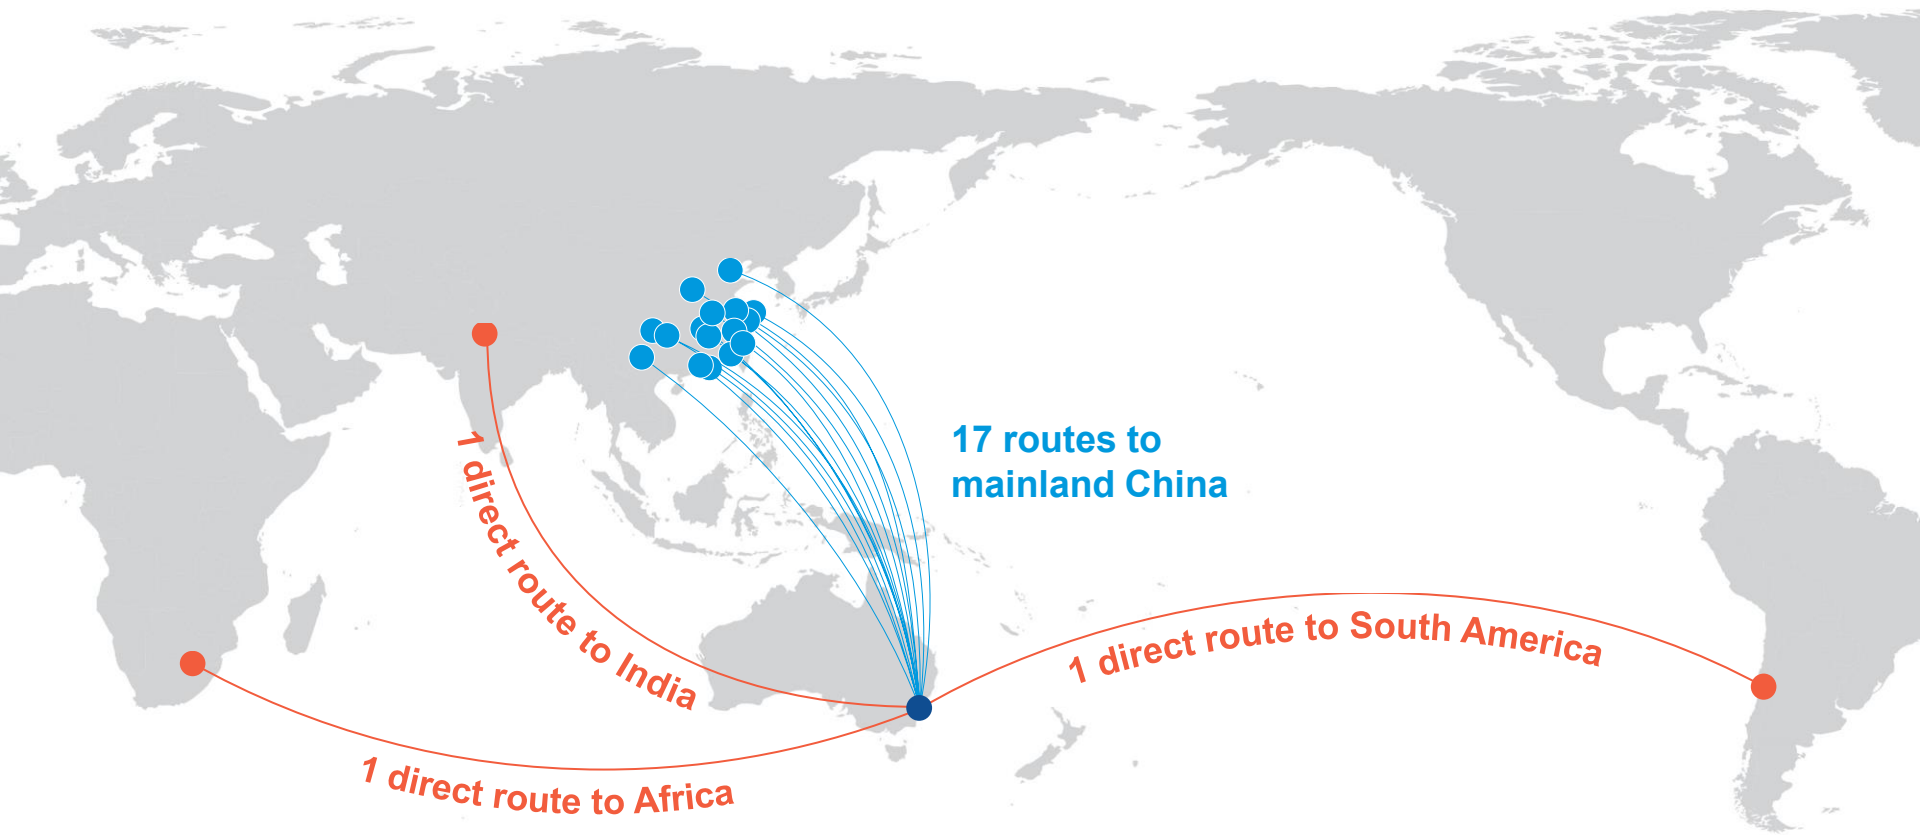 17 routes to
mainland China
1 direct route to India
1 direct route to South America
1 direct route to Africa